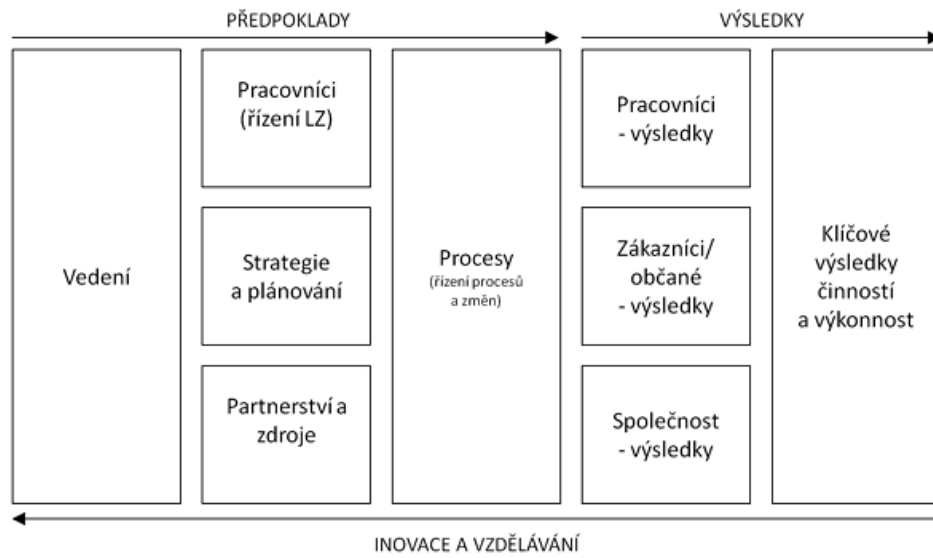 PŘEDPOKLADY
VÝSLEDKY
Vedení
Pracovníci
(řízení LZ)
Strategie
a plánování
Partnerství a
zdroje
Procesy
(řízení procesů
a změn)
Pracovníci
- výsledky
Zákazníci/
občané
- výsledky
Společnost
- výsledky
Klíčové
výsledky
činností
a výkonnost
INOVACE A VZDĚLÁVÁNÍ